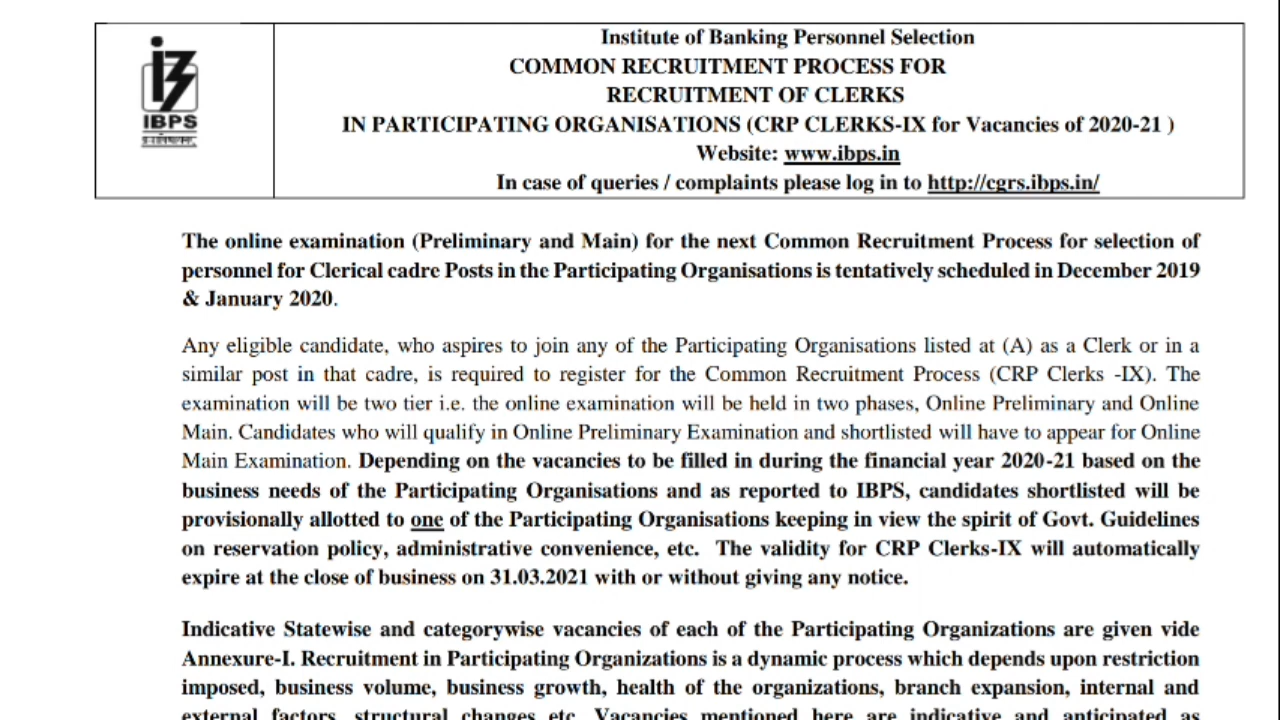 IBPS
Institute of Banking Personnel Selection
COMMON RECRUITMENT PROCESS FOR
RECRUITMENT OF CLERKS
IN PARTICIPATING ORGANISATIONS (CRP CLERKS-IX for Vacancies of 2020-21 )
Website: www.ibps.in
In case of queries / complaints please log in to http://cgrs.ibps.in/
The online examination (Preliminary and Main) for the next Common Recruitment Process for selection of
personnel for Clerical cadre Posts in the Participating Organisations is tentatively scheduled in December 2019
& January 2020.
Any eligible candidate, who aspires to join any of the Participating Organisations listed at (A) as a Clerk or in a
similar post in that cadre, is required to register for the Common Recruitment Process (CRP Clerks -IX). The
examination will be two tier i.e. the online examination will be held in two phases, Online Preliminary and Online
Main. Candidates who will qualify in Online Preliminary Examination and shortlisted will have to appear for Online
Main Examination. Depending on the vacancies to be filled in during the financial year 2020-21 based on the
business needs of the Participating Organisations and as reported to IBPS, candidates shortlisted will be
provisionally allotted to one of the Participating Organisations keeping in view the spirit of Govt. Guidelines
on reservation policy, administrative convenience, etc.  The validity for CRP Clerks-IX will automatically
expire at the close of business on 31.03.2021 with or without giving any notice.
Indicative Statewise and categorywise vacancies of each of the Participating Organizations are given vide
Annexure-I. Recruitment in Participating Organizations is a dynamic process which depends upon restriction
imposed, business volume, business growth, health of the organizations, branch expansion, internal and
external factors, structural changes etc. Vacancies mentioned here are indicative and anticipated as